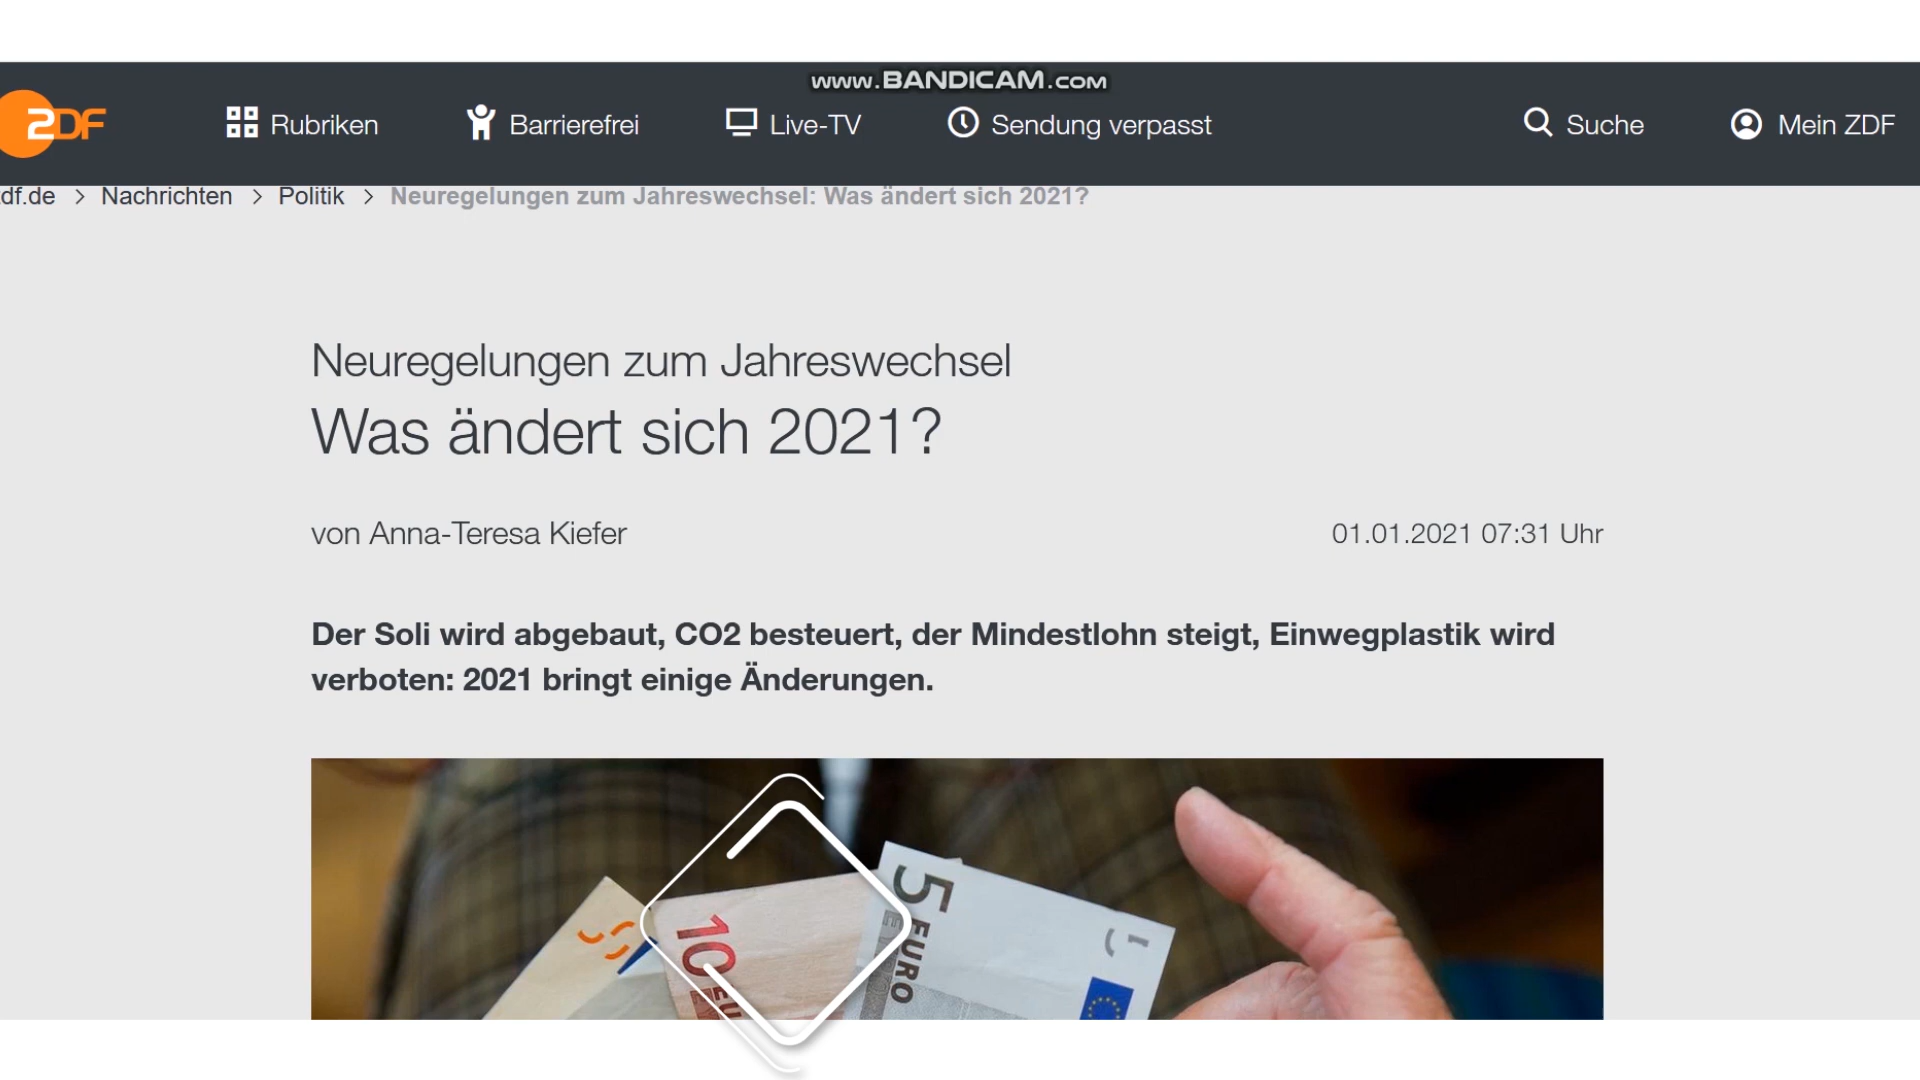 www.BANDICAM.com
ZDF
Rubriken
Barrierefrei
Live-TV
Sendung verpasst
Suche
Mein ZDF
df.de > Nachrichten > Politik > Neuregelungen zum Jahreswechsel: Was ändert sich 2021?
Neuregelungen zum Jahreswechsel
Was ändert sich 2021?
von Anna-Teresa Kiefer
01.01.2021 07:31 Uhr
Der Soli wird abgebaut, CO2 besteuert, der Mindestlohn steigt, Einwegplastik wird
verboten: 2021 bringt einige Änderungen.
10
5
EURO